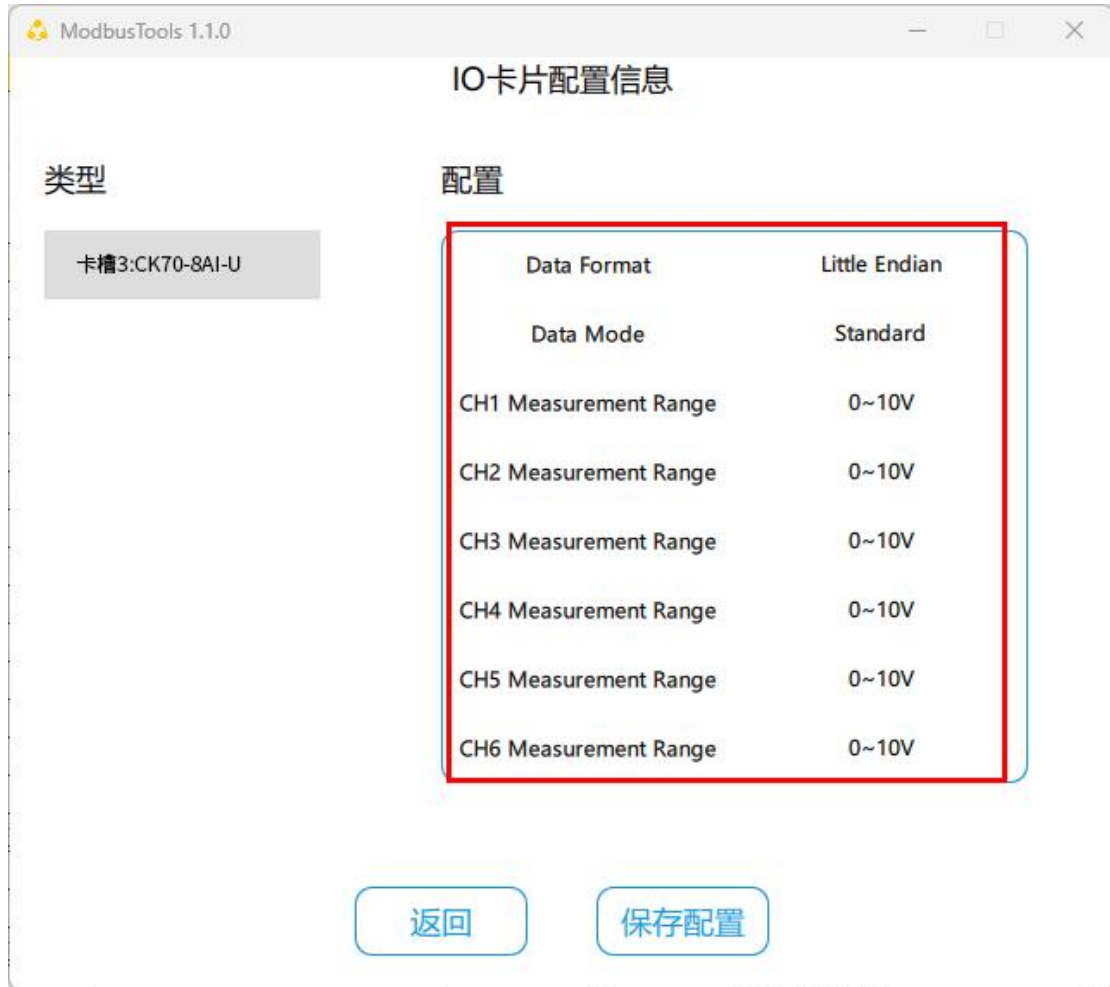 ModbusTools 1.1.0
IO卡片配置信息
类型
配置
卡槽3:CK70-8AI-U
Data Format Little Endian
Data Mode Standard
CH1 Measurement Range 0~10V
CH2 Measurement Range 0~10V
CH3 Measurement Range 0~10V
CH4 Measurement Range 0~10V
CH5 Measurement Range 0~10V
CH6 Measurement Range 0~10V
返回
保存配置